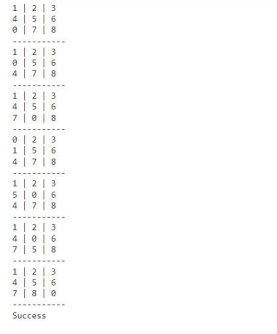 1 | 2 | 3
4 | 5 | 6
0 | 7 | 8
-----------
1 | 2 | 3
0 | 5 | 6
4 | 7 | 8
-----------
1 | 2 | 3
4 | 5 | 6
7 | 0 | 8
-----------
0 | 2 | 3
1 | 5 | 6
4 | 7 | 8
-----------
1 | 2 | 3
5 | 0 | 6
4 | 7 | 8
-----------
1 | 2 | 3
4 | 0 | 6
7 | 5 | 8
-----------
1 | 2 | 3
4 | 5 | 6
7 | 8 | 0
-----------
Success